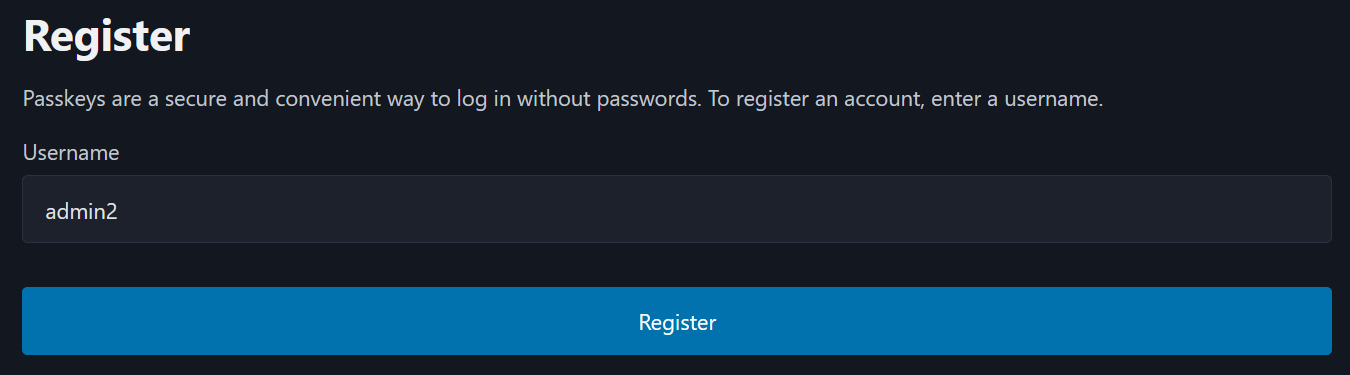 Register
Passkeys are a secure and convenient way to log in without passwords. To register an account, enter a username.
Username
admin2
Register